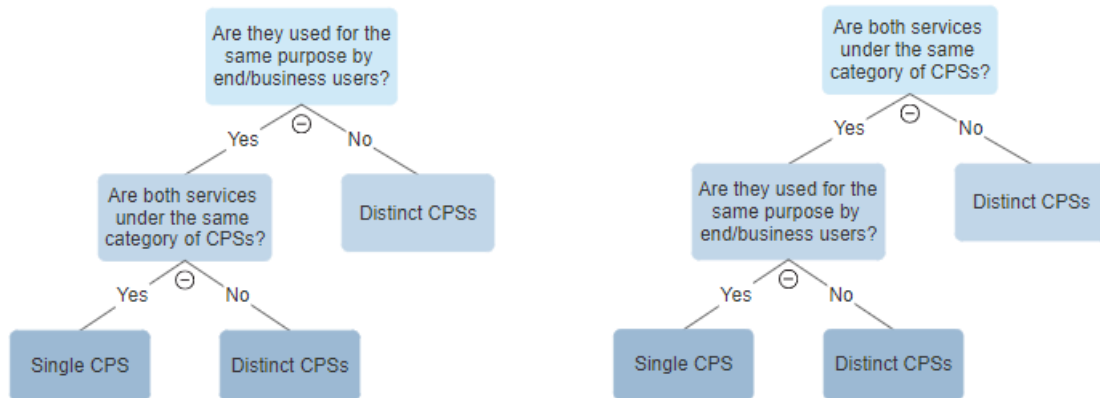 Are they used for the
same purpose by
end/business users?
Yes
No
Are both services
under the same
category of CPSs?
Distinct CPSs
Yes
No
Single CPS
Distinct CPSs
Are both services
under the same
category of CPSs?
Yes
No
Are they used for the
same purpose by
end/business users?
Distinct CPSs
Yes
No
Single CPS
Distinct CPSs